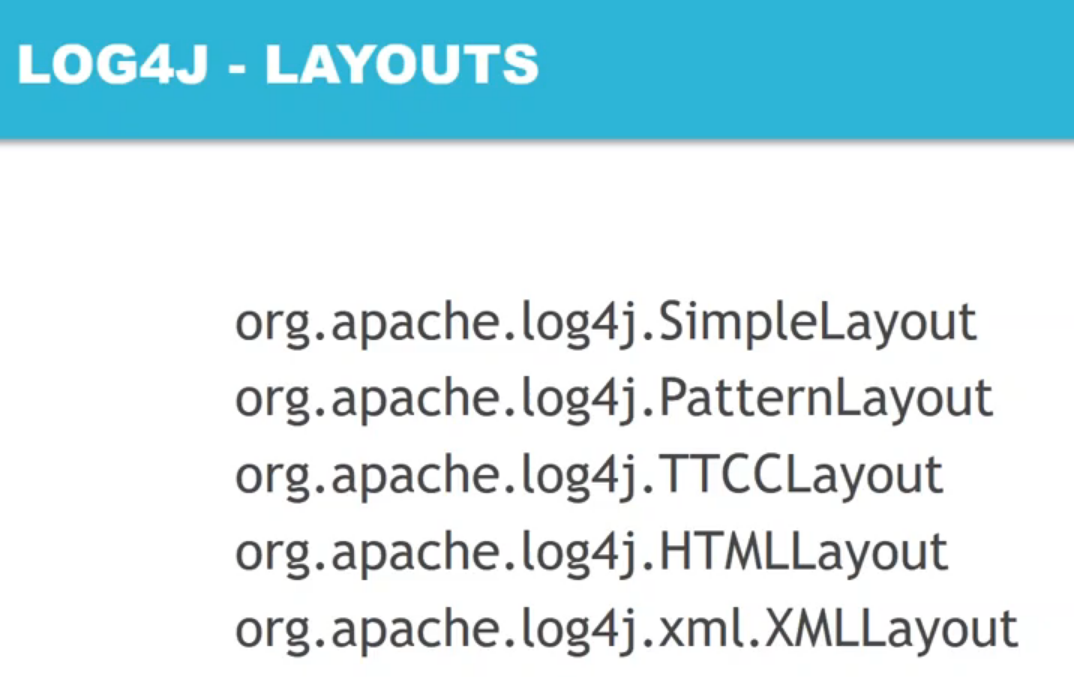 LOG4J - LAYOUTS
org.apache.log4j.SimpleLayout
org.apache.log4j.PatternLayout
org.apache.log4j.TTCCLayout
org.apache.log4j.HTMLLayout
org.apache.log4j.xml.XMLLayout